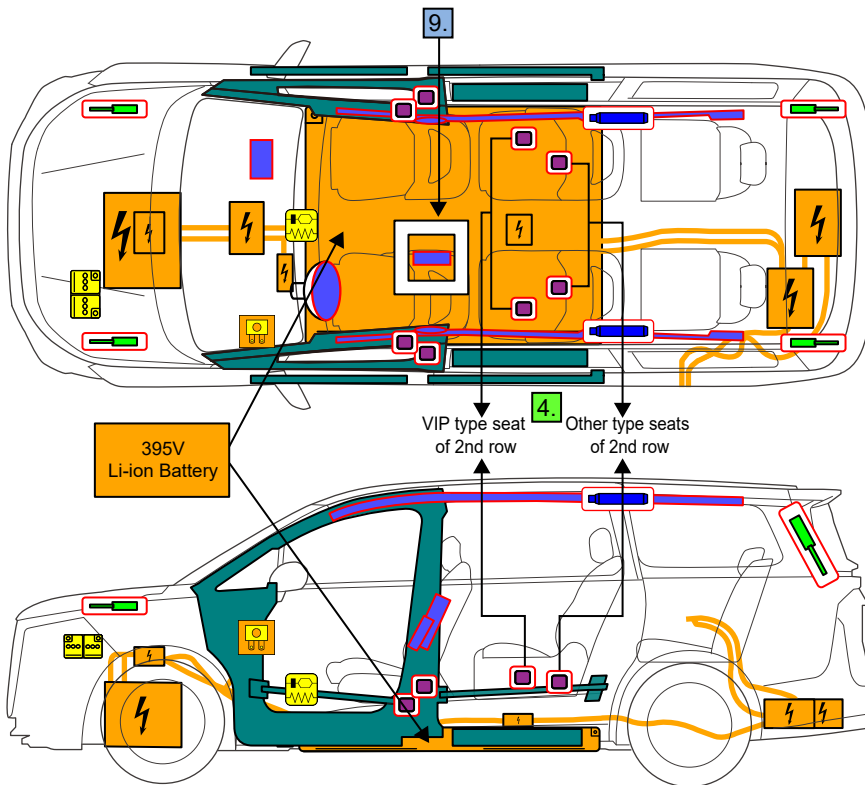 9.
4.
VIP type seat
of 2nd row
Other type seats
of 2nd row
395V
Li-ion Battery